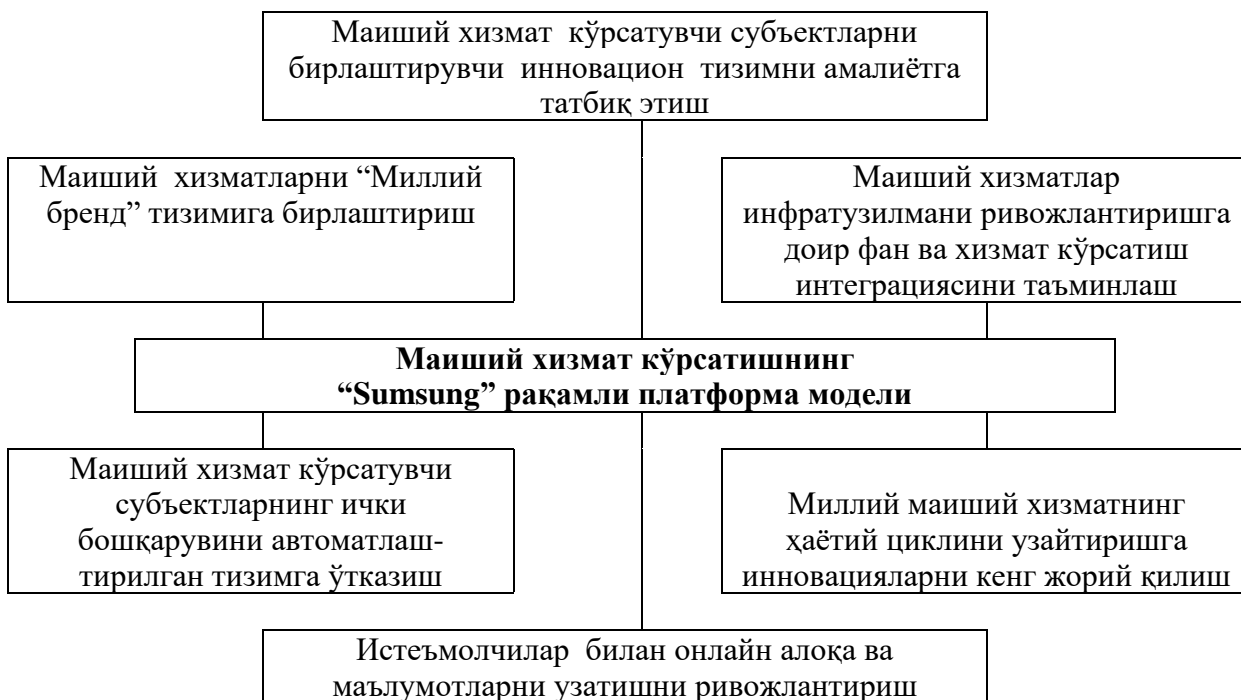 Маиший хизмат кўрсатувчи субъектларни
бирлаштирувчи инновацион тизимни амалиётга
татбиқ этиш
Маиший хизматларни “Миллий
бренд” тизимига бирлаштириш
Маиший хизматлар
инфратузилмани ривожлантиришга
доир фан ва хизмат кўрсатиш
интеграциясини таъминлаш
Маиший хизмат кўрсатишнинг
“Sumsung” рақамли платформа модели
Маиший хизмат кўрсатувчи
субъектларнинг ички
бошқарувини автоматлаш-
тирилган тизимга ўтказиш
Миллий маиший хизматнинг
ҳаётий циклини узайтиришга
инновацияларни кенг жорий қилиш
Истеъмолчилар билан онлайн алоқа ва
маълумотларни узатишни ривожлантириш